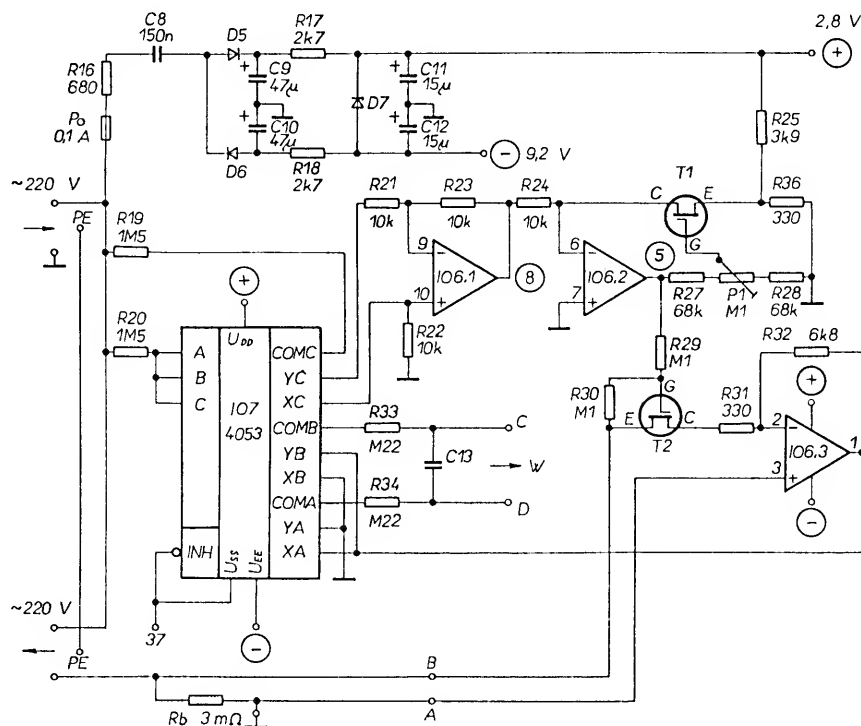 C8
150n
D5
R17
2k7
2,8 V
+
R16
680
+
C9
47µ
+
C11
15µ
R25
3k9
Po
0,1 A
+
C10
47µ
D7
+
C12
15µ
D6
R18
2k7
−
9,2 V
~220 V
PE
R19
1M5
R21
10k
R23
10k
R24
10k
T1
C
E
G
R36
330
9
−
10
+
IO6.1
8
6
−
7
+
IO6.2
5
R27
68k
P1
M1
R28
68k
+
R20
1M5
R22
10k
A
B
C
UDD
IO7
4053
INH
USS
UEE
COMC
YC
XC
COMB
YB
XB
COMA
YA
XA
R29
M1
R32
6k8
R33
M22
C
C13
W
R34
M22
D
R30
M1
G
E
C
T2
R31
330
+
2
−
3
+
IO6.3
1
−
~220 V
PE
37
−
B
A
Rb
3 mΩ